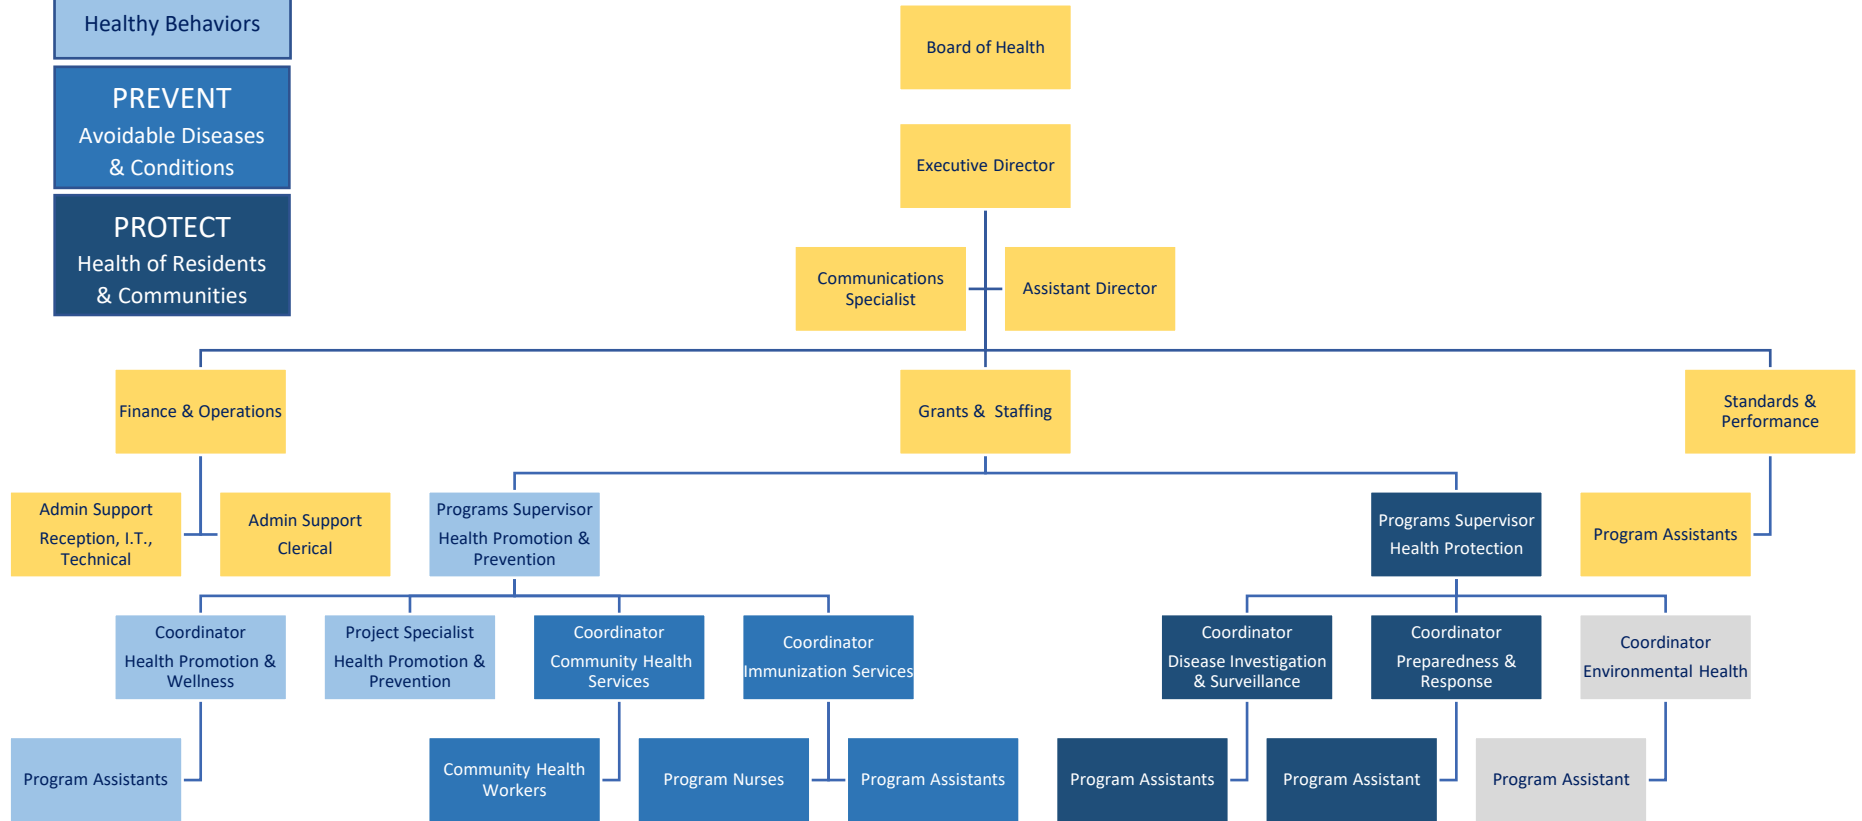 Healthy Behaviors
PREVENT
Avoidable Diseases
& Conditions
PROTECT
Health of Residents
& Communities
Board of Health
Executive Director
Communications
Specialist
Assistant Director
Finance & Operations
Grants & Staffing
Standards &
Performance
Admin Support
Reception, I.T.,
Technical
Admin Support
Clerical
Programs Supervisor
Health Promotion &
Prevention
Programs Supervisor
Health Protection
Program Assistants
Coordinator
Health Promotion &
Wellness
Project Specialist
Health Promotion &
Prevention
Coordinator
Community Health
Services
Coordinator
Immunization Services
Coordinator
Disease Investigation
& Surveillance
Coordinator
Preparedness &
Response
Coordinator
Environmental Health
Program Assistants
Community Health
Workers
Program Nurses
Program Assistants
Program Assistants
Program Assistant
Program Assistant